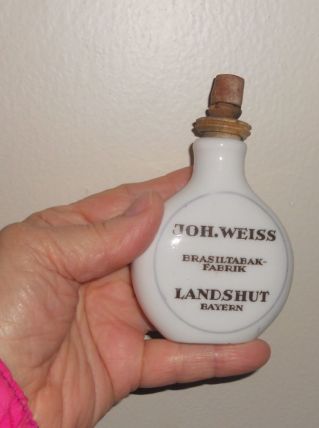 JOH. WEISS
BRASILTABAK-
FABRIK
LANDSHUT
BAYERN